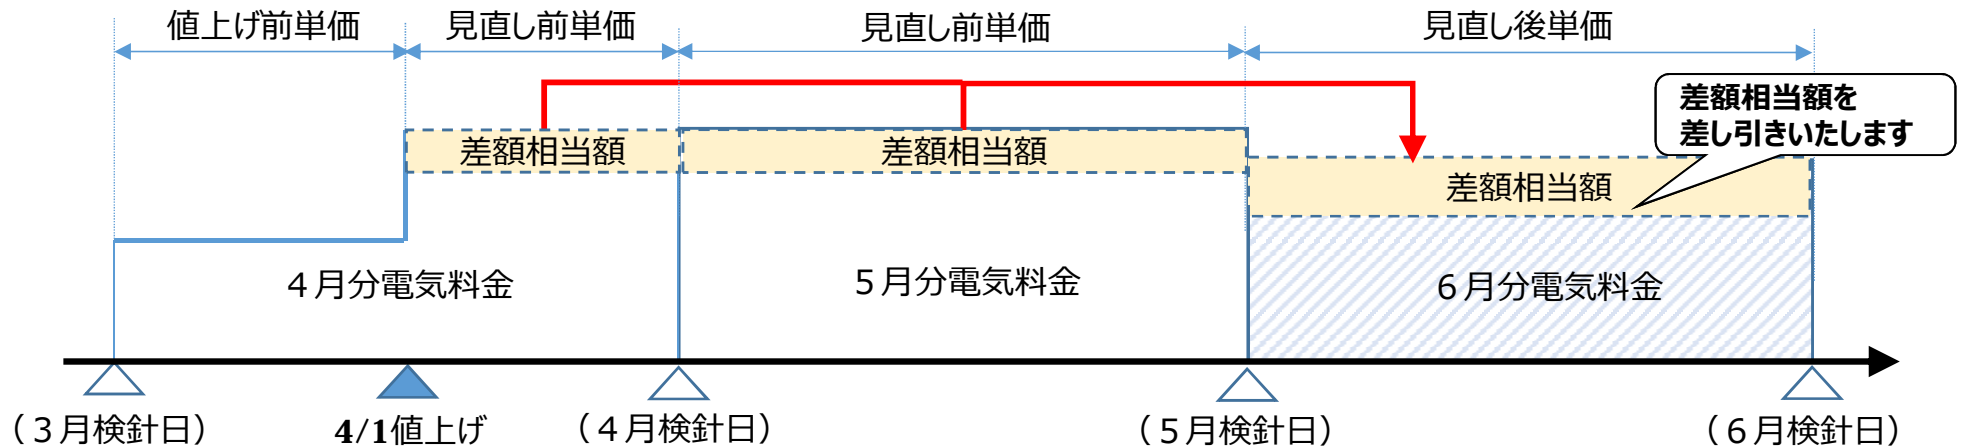 値上げ前単価
見直し前単価
見直し前単価
見直し後単価
差額相当額を
差し引きいたします
差額相当額
差額相当額
差額相当額
４月分電気料金
５月分電気料金
６月分電気料金
（３月検針日）
4/1値上げ
（４月検針日）
（５月検針日）
（６月検針日）